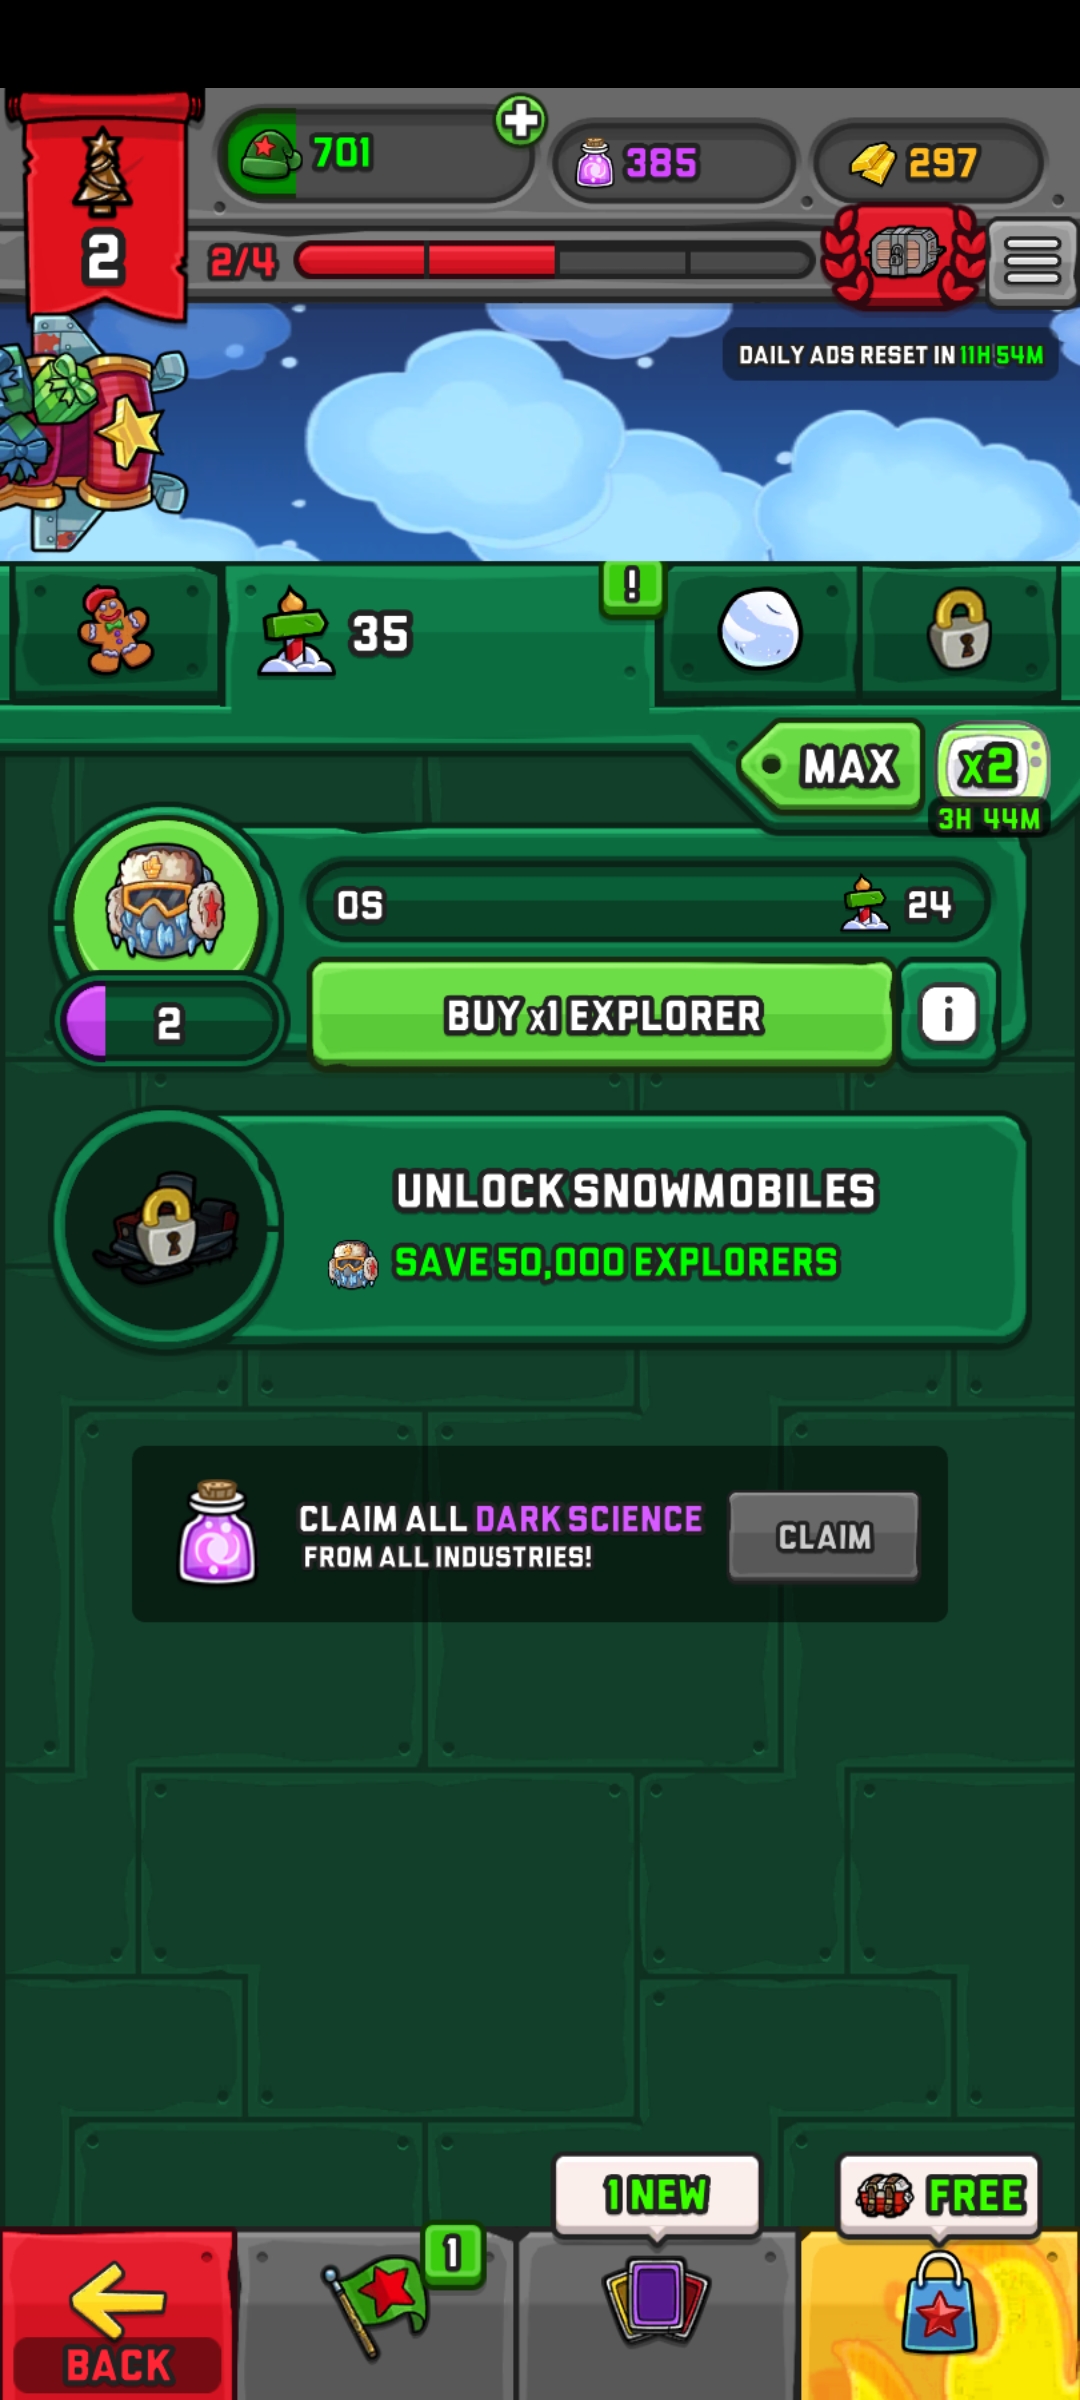 701
385
297
2
2/4
DAILY ADS RESET IN 11H 54M
35
!
MAX
x2
3H 44M
0S
24
2
BUY x1 EXPLORER
i
UNLOCK SNOWMOBILES
SAVE 50,000 EXPLORERS
CLAIM ALL DARK SCIENCE
FROM ALL INDUSTRIES!
CLAIM
1 NEW
FREE
1
BACK